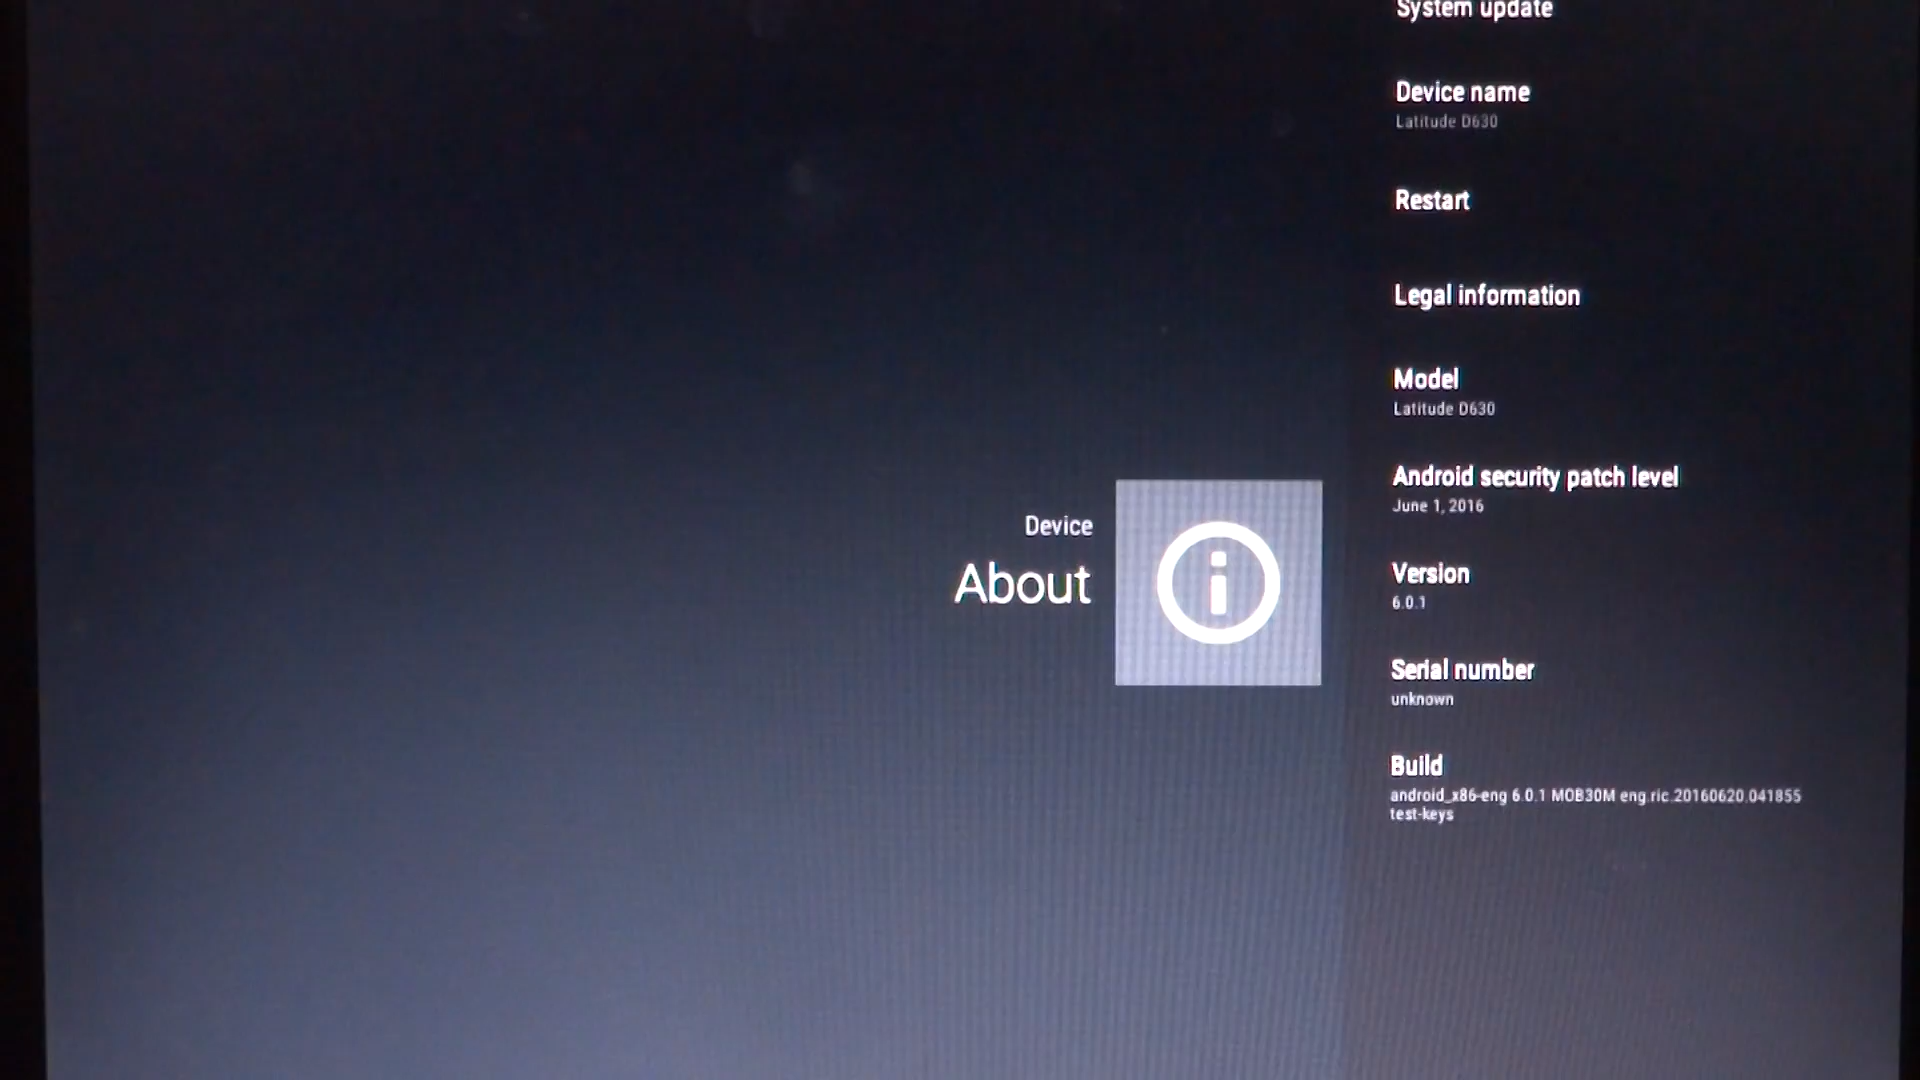 System update
Device name
Latitude D630
Restart
Legal information
Model
Latitude D630
Android security patch level
June 1, 2016
Device
About
Version
6.0.1
Serial number
unknown
Build
android_x86-eng 6.0.1 MOB30M eng.ric.20160620.041855
test-keys